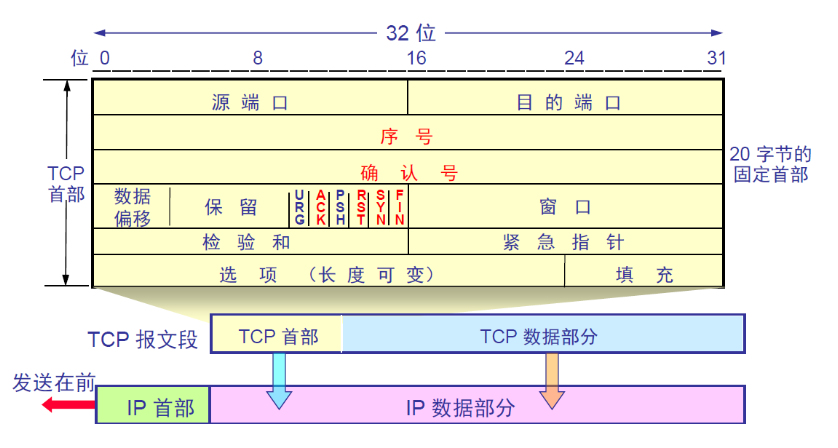 32 位
位 0 8 16 24 31
源 端 口 目 的 端 口
序 号
确 认 号
TCP
首部
20 字节的
固定首部
数据
偏移
保 留
URG
ACK
PSH
RST
SYN
FIN
窗 口
检 验 和 紧 急 指 针
选 项 （长 度 可 变） 填 充
TCP 报文段 TCP 首部 TCP 数据部分
发送在前
IP 首部 IP 数据部分